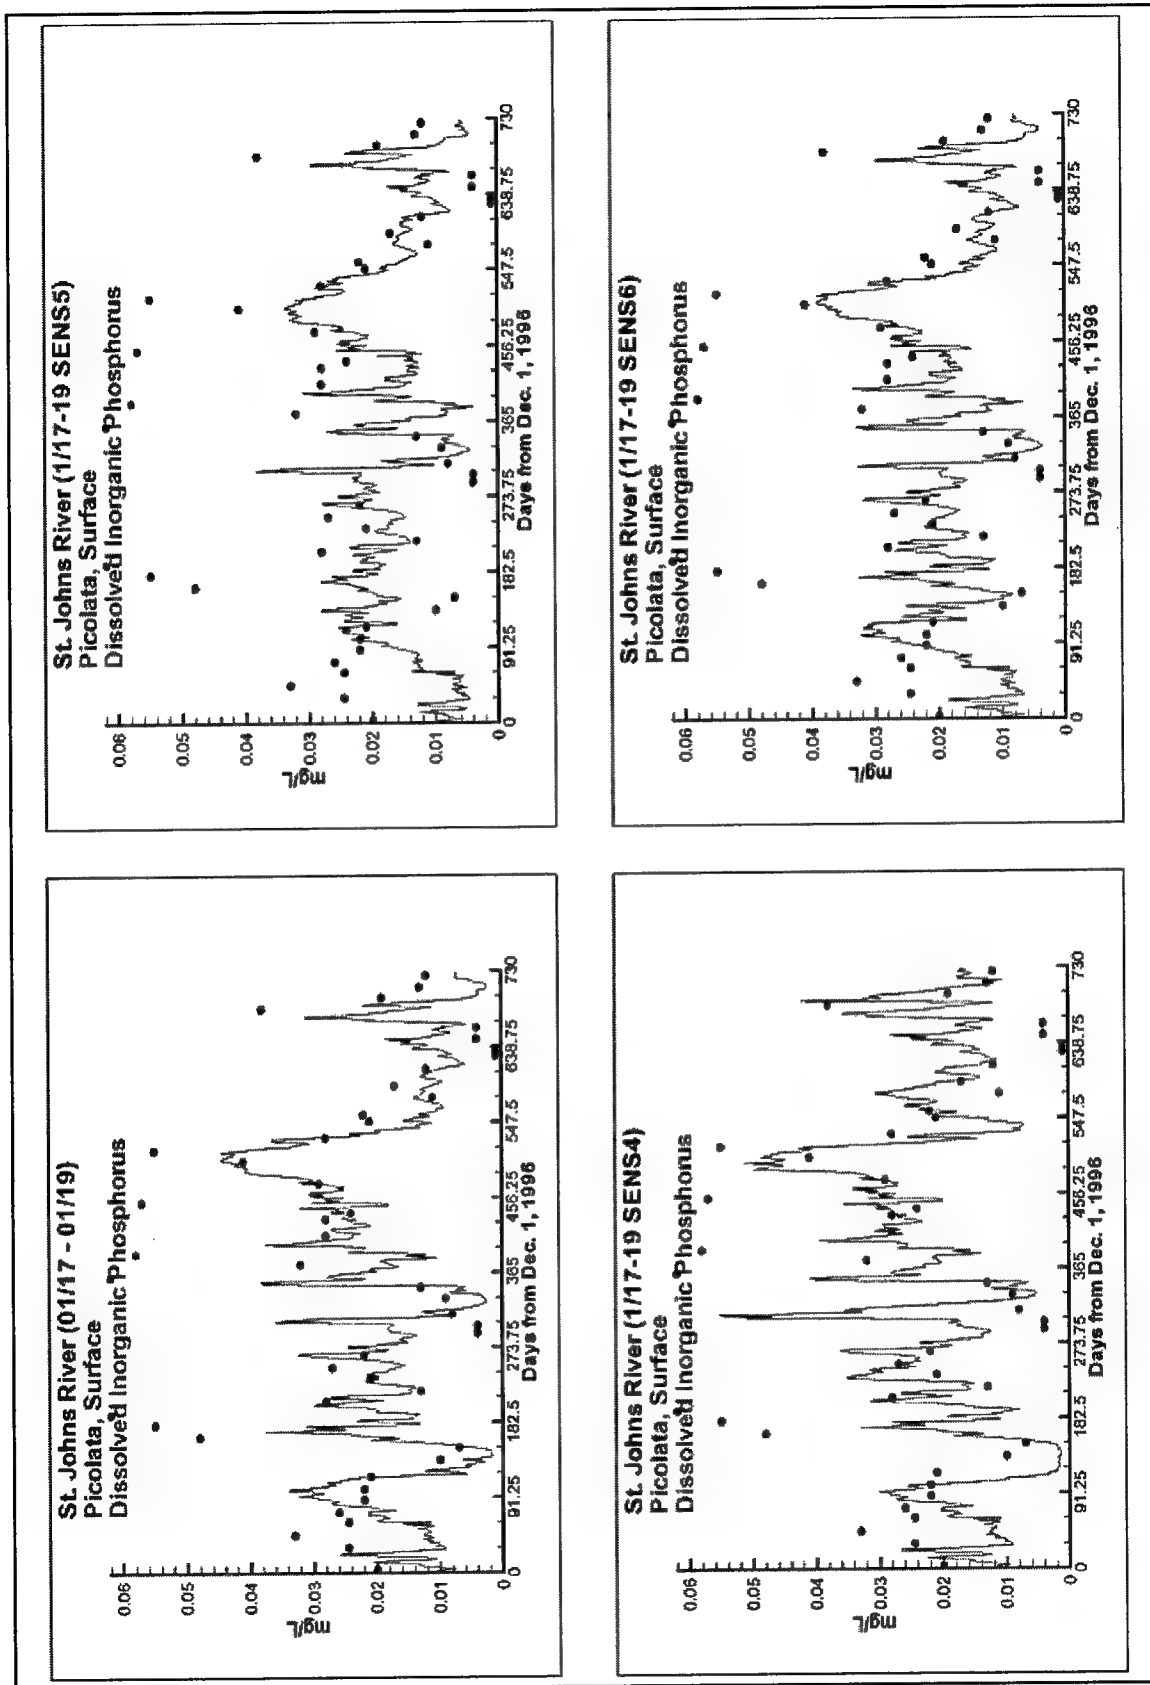 St. Johns River (01/17 - 01/19)
Picolata, Surface
Dissolved Inorganic Phosphorus
0.06
0.05
0.04
0.03
0.02
0.01
0
mg/L
0 91.25 182.5 273.75 365 456.25 547.5 638.75 730
Days from Dec. 1, 1996
St. Johns River (1/17-19 SENS5)
Picolata, Surface
Dissolved Inorganic Phosphorus
0.06
0.05
0.04
0.03
0.02
0.01
0
mg/L
0 91.25 182.5 273.75 365 456.25 547.5 638.75 730
Days from Dec. 1, 1996
St. Johns River (1/17-19 SENS4)
Picolata, Surface
Dissolved Inorganic Phosphorus
0.06
0.05
0.04
0.03
0.02
0.01
0
mg/L
0 91.25 182.5 273.75 365 456.25 547.5 638.75 730
Days from Dec. 1, 1996
St. Johns River (1/17-19 SENS6)
Picolata, Surface
Dissolved Inorganic Phosphorus
0.06
0.05
0.04
0.03
0.02
0.01
0
mg/L
0 91.25 182.5 273.75 365 456.25 547.5 638.75 730
Days from Dec. 1, 1996